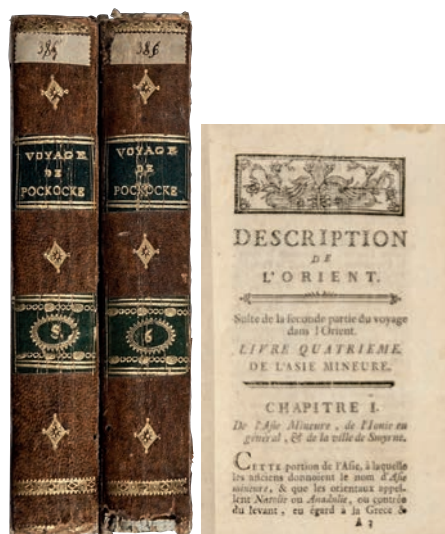 385
VOYAGE
DE
POCKOCKE
5
386
VOYAGE
DE
POCKOCKE
6
DESCRIPTION
DE
L'ORIENT.
Suite de la seconde partie du voyage
dans l'Orient.
LIVRE QUATRIEME.
DE L'ASIE MINEURE.
CHAPITRE I.
De l'Asie Mineure, de l'Ionie en
général, & de la ville de Smyrne.
CETTE portion de l'Asie, à laquelle
les anciens donnoient le nom d'Asie
mineure, & que les orientaux appel-
lent Natolie ou Anadulie, ou contrée
du levant, eu égard à la Grece &
A 3